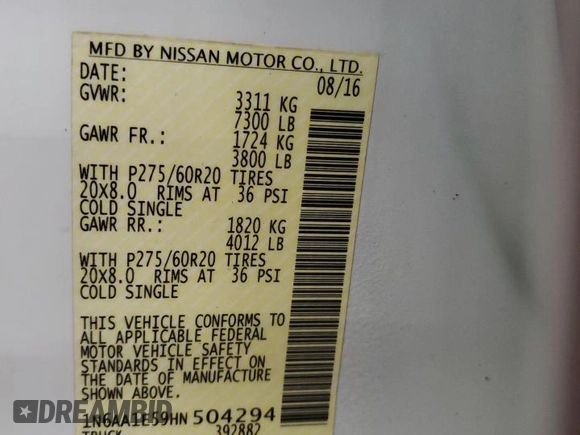 MFD BY NISSAN MOTOR CO., LTD.
DATE: 08/16
GVWR: 3311 KG
7300 LB
GAWR FR.: 1724 KG
3800 LB
WITH P275/60R20 TIRES
20X8.0 RIMS AT 36 PSI
COLD SINGLE
GAWR RR.: 1820 KG
4012 LB
WITH P275/60R20 TIRES
20X8.0 RIMS AT 36 PSI
COLD SINGLE
THIS VEHICLE CONFORMS TO
ALL APPLICABLE FEDERAL
MOTOR VEHICLE SAFETY
STANDARDS IN EFFECT ON
THE DATE OF MANUFACTURE
SHOWN ABOVE.
1N6AA1E59HN 504294
TRUCK 392882
DREAMBID